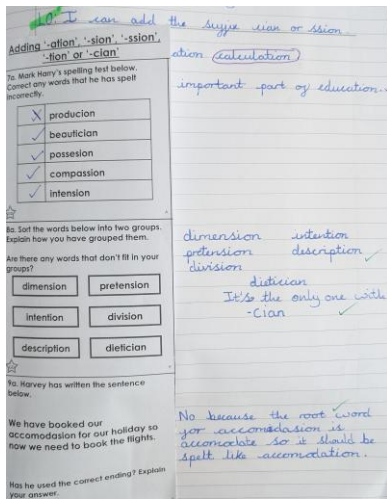 L.O: I can add the suffix cian or ssion.
Adding '-ation', '-sion', '-ssion',
'-tion' or '-cian'
ation calculation
7a. Mark Harry's spelling test below.
Correct any words that he has spelt
incorrectly.
important part of education.
producion
beautician
possesion
compassion
intension
8a. Sort the words below into two groups.
Explain how you have grouped them.
Are there any words that don't fit in your
groups?
dimension pretension
intention division
description dietician
dimension intention
pretension description
division
dietician
It's the only one with
-Cian
9a. Harvey has written the sentence
below.
We have booked our
accomodasion for our holiday so
now we need to book the flights.
Has he used the correct ending? Explain
your answer.
No because the root word
for accomodasion is
accomodate so it should be
spelt like accomodation.